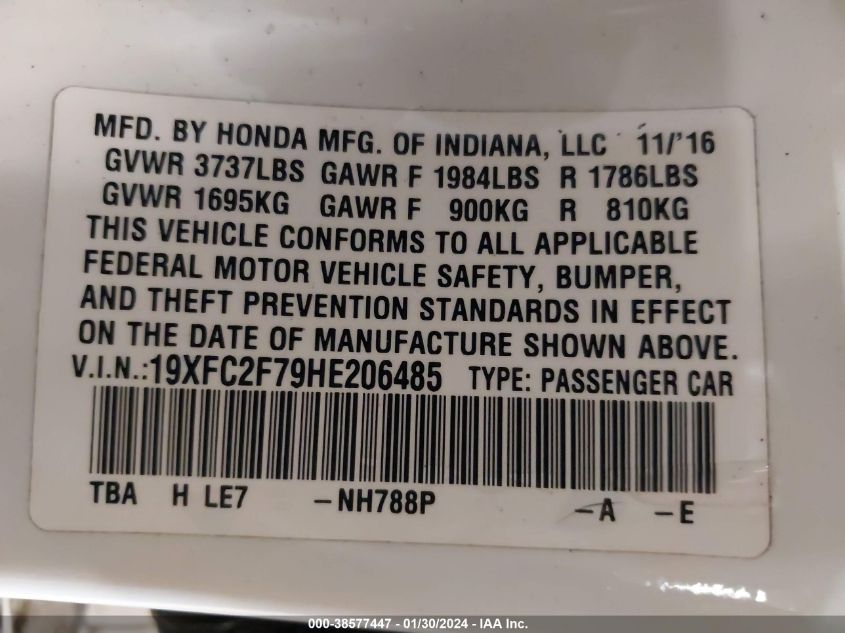 MFD. BY HONDA MFG. OF INDIANA, LLC 11/'16
GVWR 3737LBS GAWR F 1984LBS R 1786LBS
GVWR 1695KG GAWR F 900KG R 810KG
THIS VEHICLE CONFORMS TO ALL APPLICABLE
FEDERAL MOTOR VEHICLE SAFETY, BUMPER,
AND THEFT PREVENTION STANDARDS IN EFFECT
ON THE DATE OF MANUFACTURE SHOWN ABOVE.
V.I.N.:19XFC2F79HE206485 TYPE: PASSENGER CAR
TBA H LE7 -NH788P -A -E
000-38577447 - 01/30/2024 - IAA Inc.